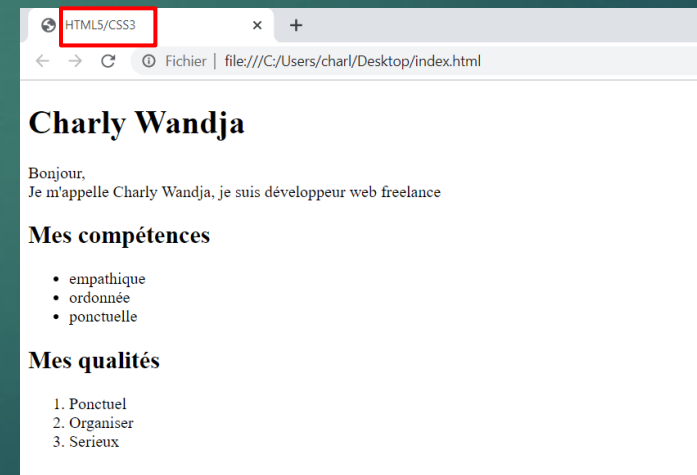 HTML5/CSS3
Fichier | file:///C:/Users/charl/Desktop/index.html
Charly Wandja
Bonjour,
Je m'appelle Charly Wandja, je suis développeur web freelance
Mes compétences
• empathique
• ordonnée
• ponctuelle
Mes qualités
1. Ponctuel
2. Organiser
3. Serieux